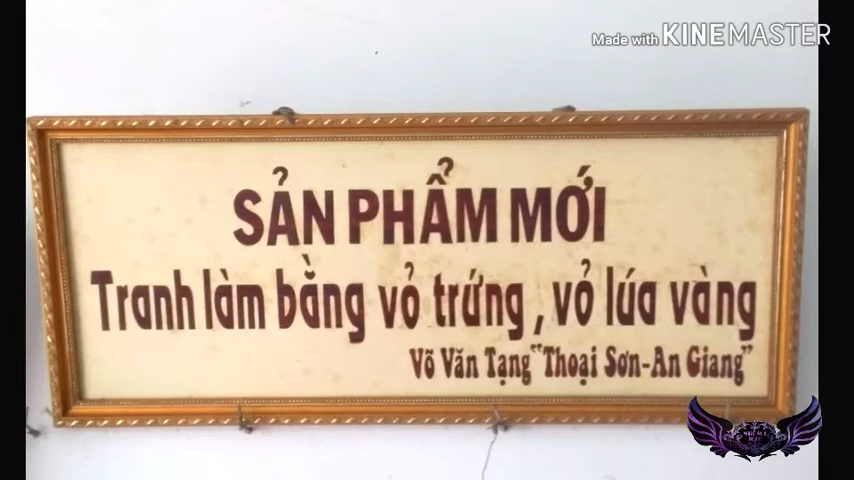 Made with KINEMASTER
SẢN PHẨM MỚI
Tranh làm bằng vỏ trứng, vỏ lúa vàng
Võ Văn Tạng "Thoại Sơn-An Giang"